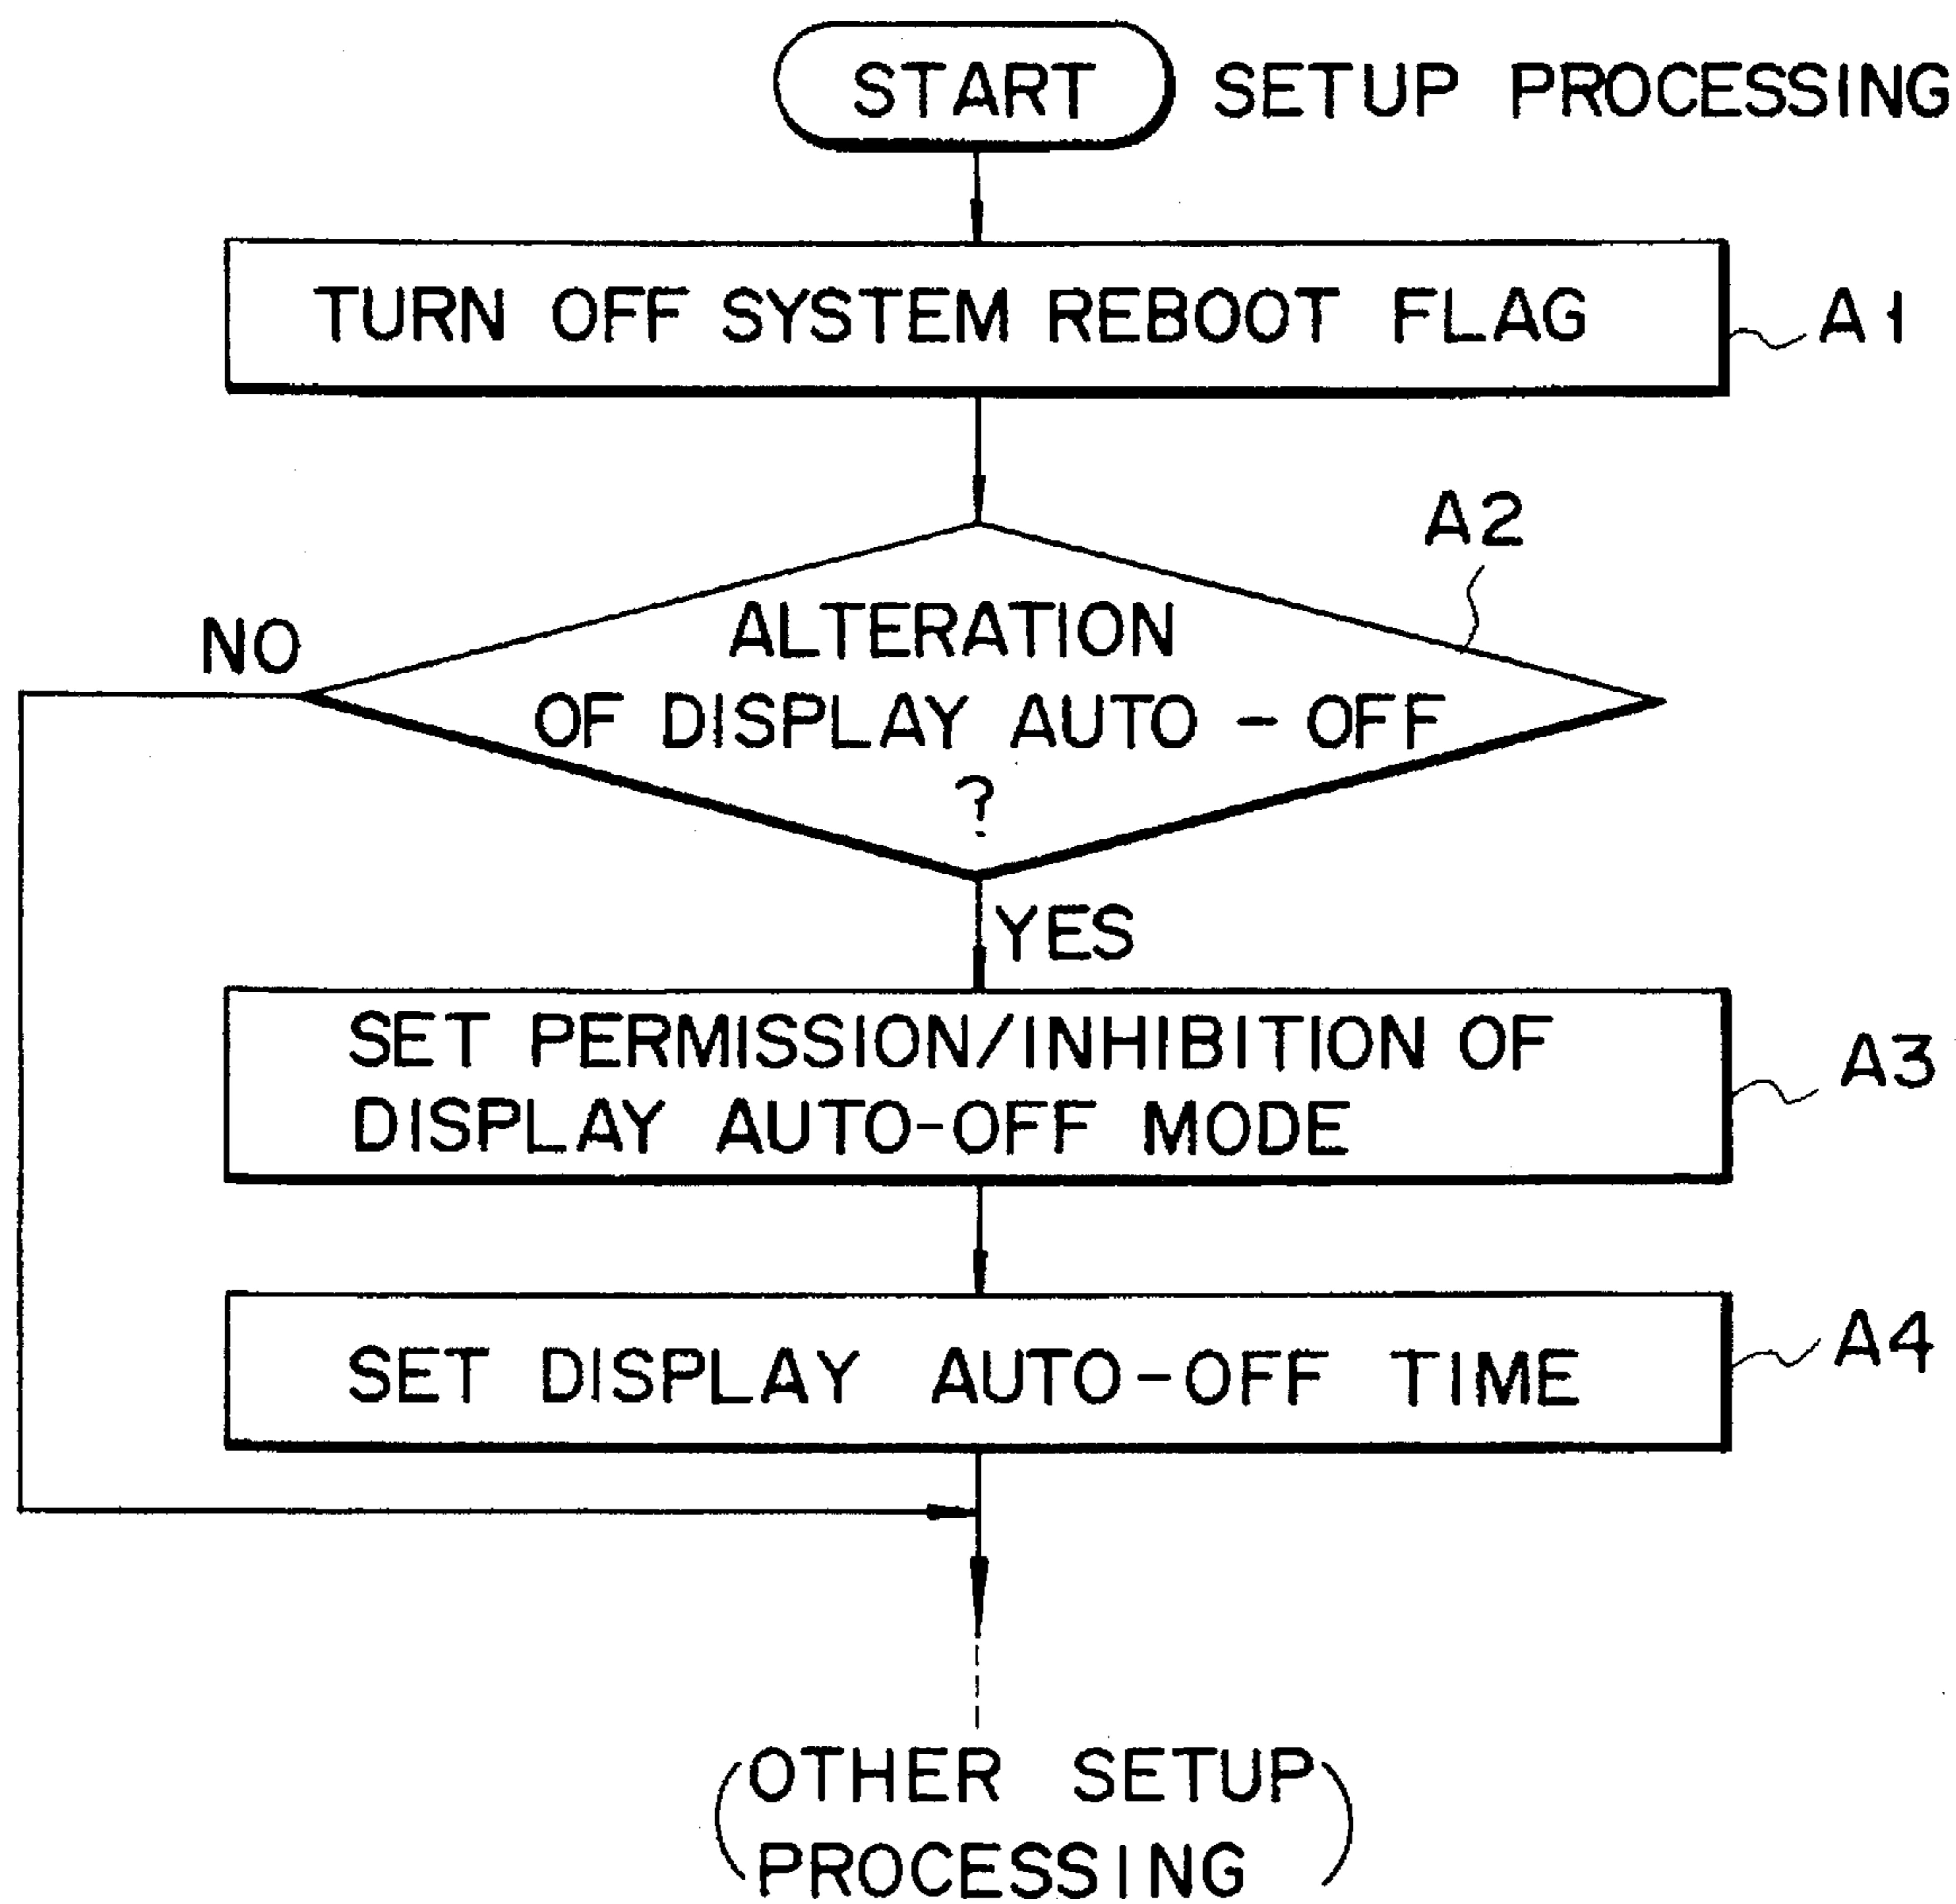 START SETUP PROCESSING
TURN OFF SYSTEM REBOOT FLAG
A1
A2
ALTERATION
NO
OF DISPLAY AUTO - OFF
?
YES
SET PERMISSION/INHIBITION OF
DISPLAY AUTO-OFF MODE
A3
SET DISPLAY AUTO-OFF TIME
A4
(OTHER SETUP
PROCESSING)